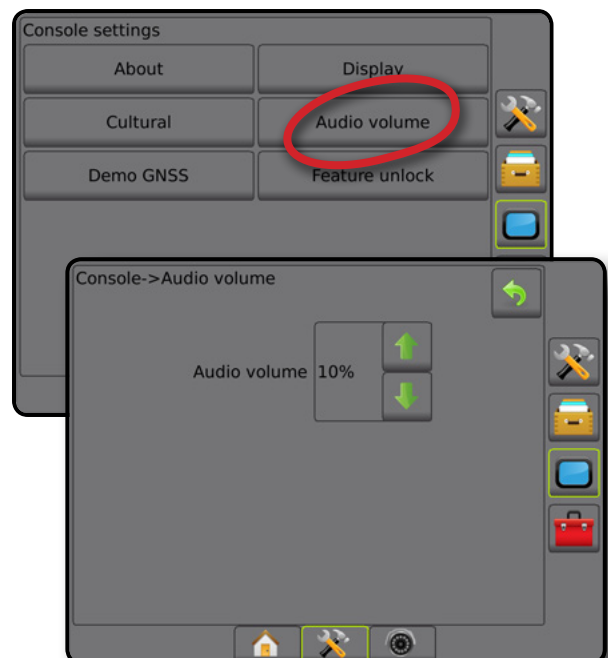 Console settings
About
Display
Cultural
Audio volume
Demo GNSS
Feature unlock
Console->Audio volume
Audio volume 10%